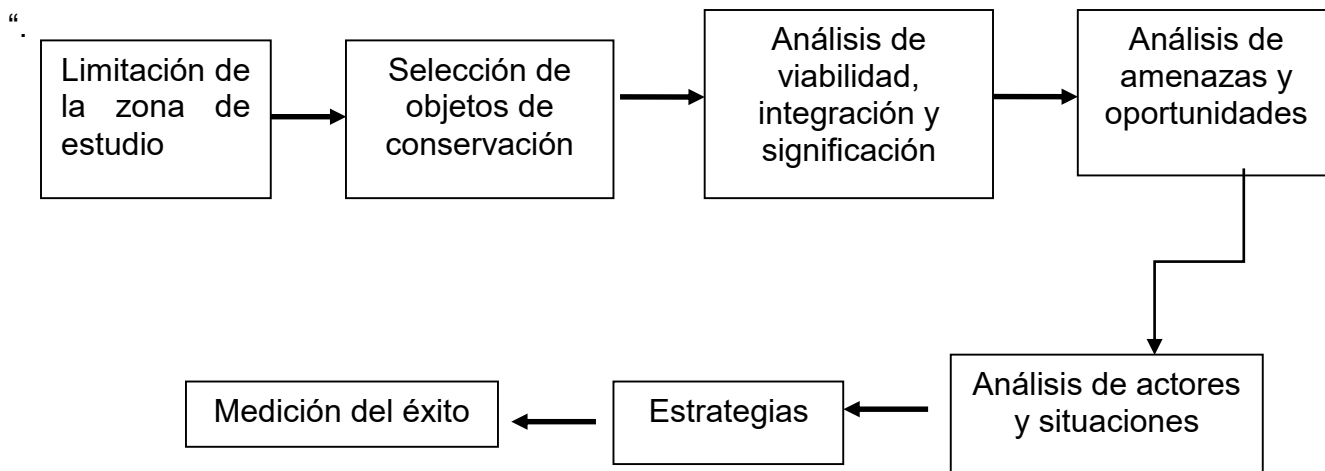 “.
Limitación de
la zona de
estudio
Selección de
objetos de
conservación
Análisis de
viabilidad,
integración y
significación
Análisis de
amenazas y
oportunidades
Análisis de actores
y situaciones
Estrategias
Medición del éxito